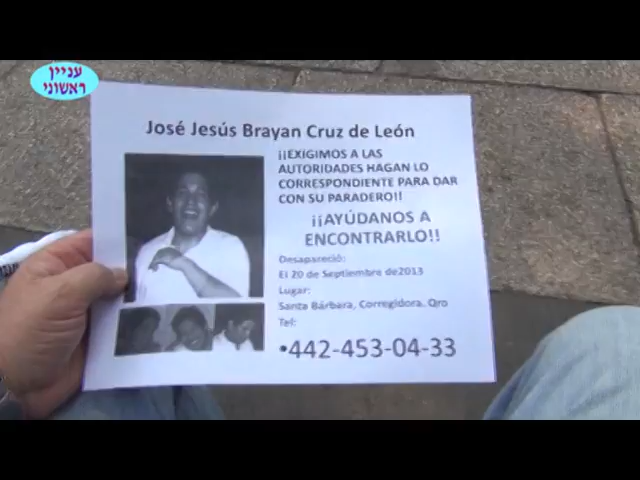 עניין
ראשוני
José Jesús Brayan Cruz de León
¡¡EXIGIMOS A LAS
AUTORIDADES HAGAN LO
CORRESPONDIENTE PARA DAR
CON SU PARADERO!!
¡¡AYÚDANOS A
ENCONTRARLO!!
Desapareció:
El 20 de Septiembre de2013
Lugar:
Santa Bárbara, Corregidora, Qro
Tel:
•442-453-04-33